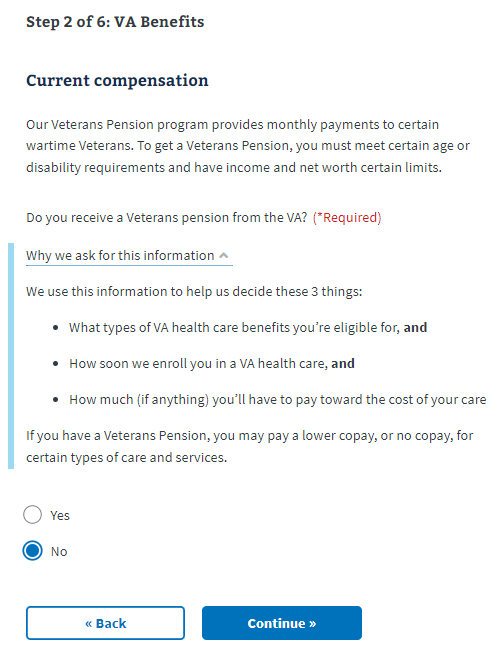 Step 2 of 6: VA Benefits
Current compensation
Our Veterans Pension program provides monthly payments to certain
wartime Veterans. To get a Veterans Pension, you must meet certain age or
disability requirements and have income and net worth certain limits.
Do you receive a Veterans pension from the VA? (*Required)
Why we ask for this information
We use this information to help us decide these 3 things:
• What types of VA health care benefits you’re eligible for, and
• How soon we enroll you in a VA health care, and
• How much (if anything) you’ll have to pay toward the cost of your care
If you have a Veterans Pension, you may pay a lower copay, or no copay, for
certain types of care and services.
Yes
No
« Back
Continue »